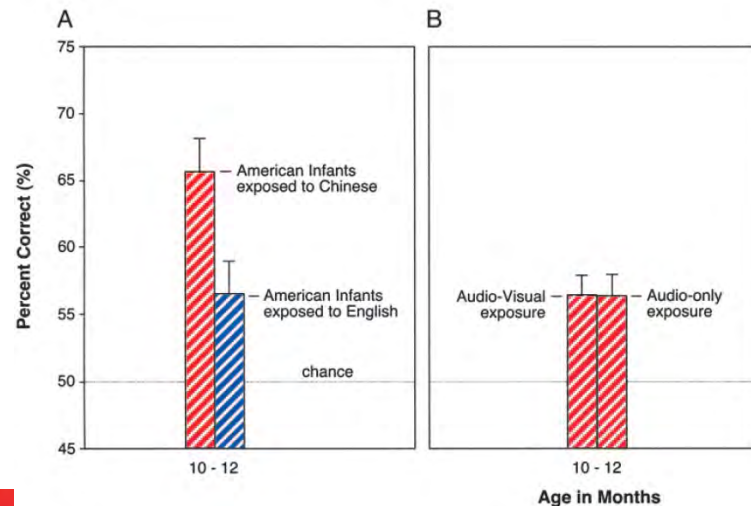 A
B
75
70
65
60
55
50
45
Percent Correct (%)
American Infants
exposed to Chinese
American Infants
exposed to English
chance
10 - 12
Audio-Visual
exposure
Audio-only
exposure
10 - 12
Age in Months